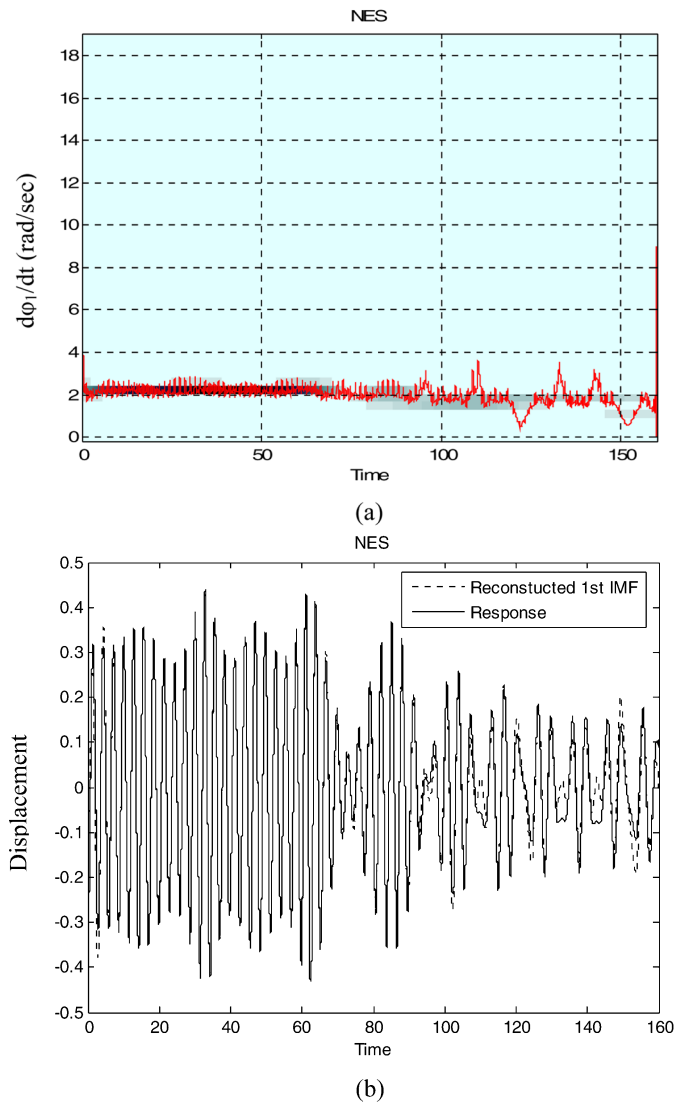 NES
18
16
14
12
10
8
6
4
2
0
dφ₁/dt (rad/sec)
0 50 100 150
Time
(a)
NES
0.5
0.4
0.3
0.2
0.1
0
-0.1
-0.2
-0.3
-0.4
-0.5
Displacement
Reconstucted 1st IMF
Response
0 20 40 60 80 100 120 140 160
Time
(b)